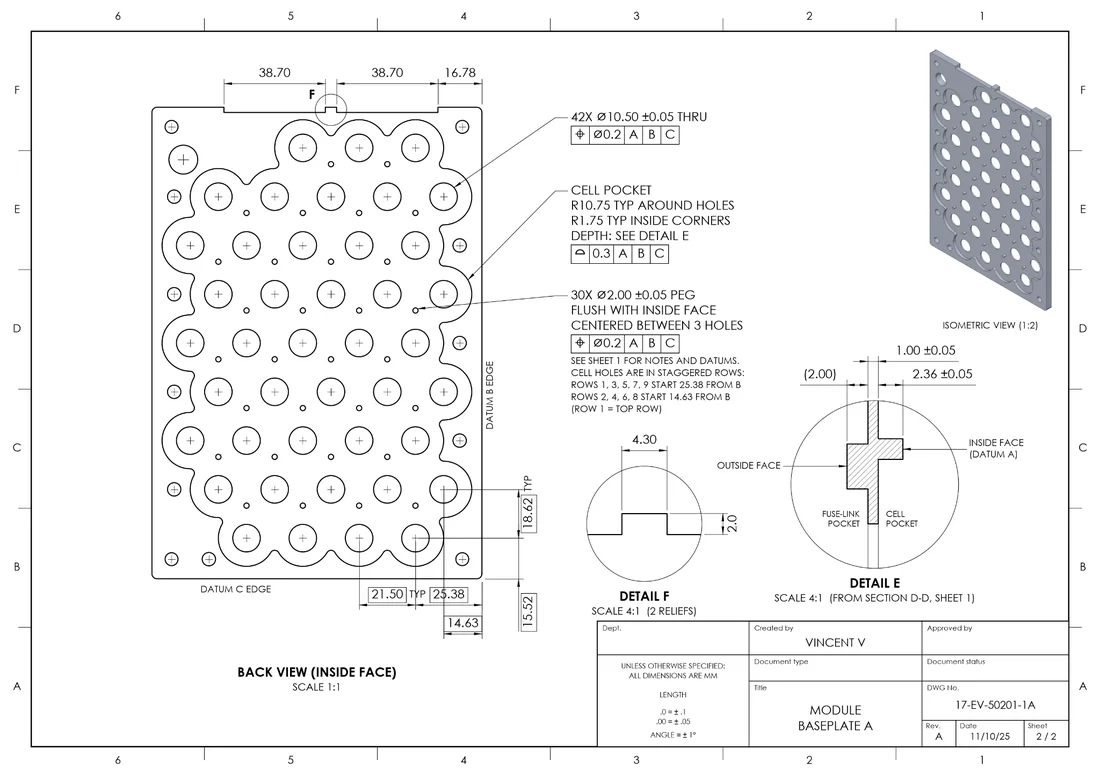 6 5 4 3 2 1
F
E
D
C
B
A
F
E
D
C
B
A
38.70 38.70 16.78
F
42X Ø10.50 ±0.05 THRU
⌖ Ø0.2 A B C
CELL POCKET
R10.75 TYP AROUND HOLES
R1.75 TYP INSIDE CORNERS
DEPTH: SEE DETAIL E
⌓ 0.3 A B C
30X Ø2.00 ±0.05 PEG
FLUSH WITH INSIDE FACE
CENTERED BETWEEN 3 HOLES
⌖ Ø0.2 A B C
SEE SHEET 1 FOR NOTES AND DATUMS.
CELL HOLES ARE IN STAGGERED ROWS:
ROWS 1, 3, 5, 7, 9 START 25.38 FROM B
ROWS 2, 4, 6, 8 START 14.63 FROM B
(ROW 1 = TOP ROW)
DATUM B EDGE
18.62 TYP
15.52
DATUM C EDGE
21.50 TYP 25.38
14.63
BACK VIEW (INSIDE FACE)
SCALE 1:1
ISOMETRIC VIEW (1:2)
1.00 ±0.05
(2.00) 2.36 ±0.05
OUTSIDE FACE
INSIDE FACE
(DATUM A)
FUSE-LINK
POCKET
CELL
POCKET
DETAIL E
SCALE 4:1 (FROM SECTION D-D, SHEET 1)
4.30
2.0
DETAIL F
SCALE 4:1 (2 RELIEFS)
Dept.
UNLESS OTHERWISE SPECIFIED:
ALL DIMENSIONS ARE MM
LENGTH
.0 = ± .1
.00 = ± .05
ANGLE = ± 1°
Created by
VINCENT V
Approved by
Document type
Document status
Title
MODULE
BASEPLATE A
DWG No.
17-EV-50201-1A
Rev.
A
Date
11/10/25
Sheet
2 / 2
6 5 4 3 2 1